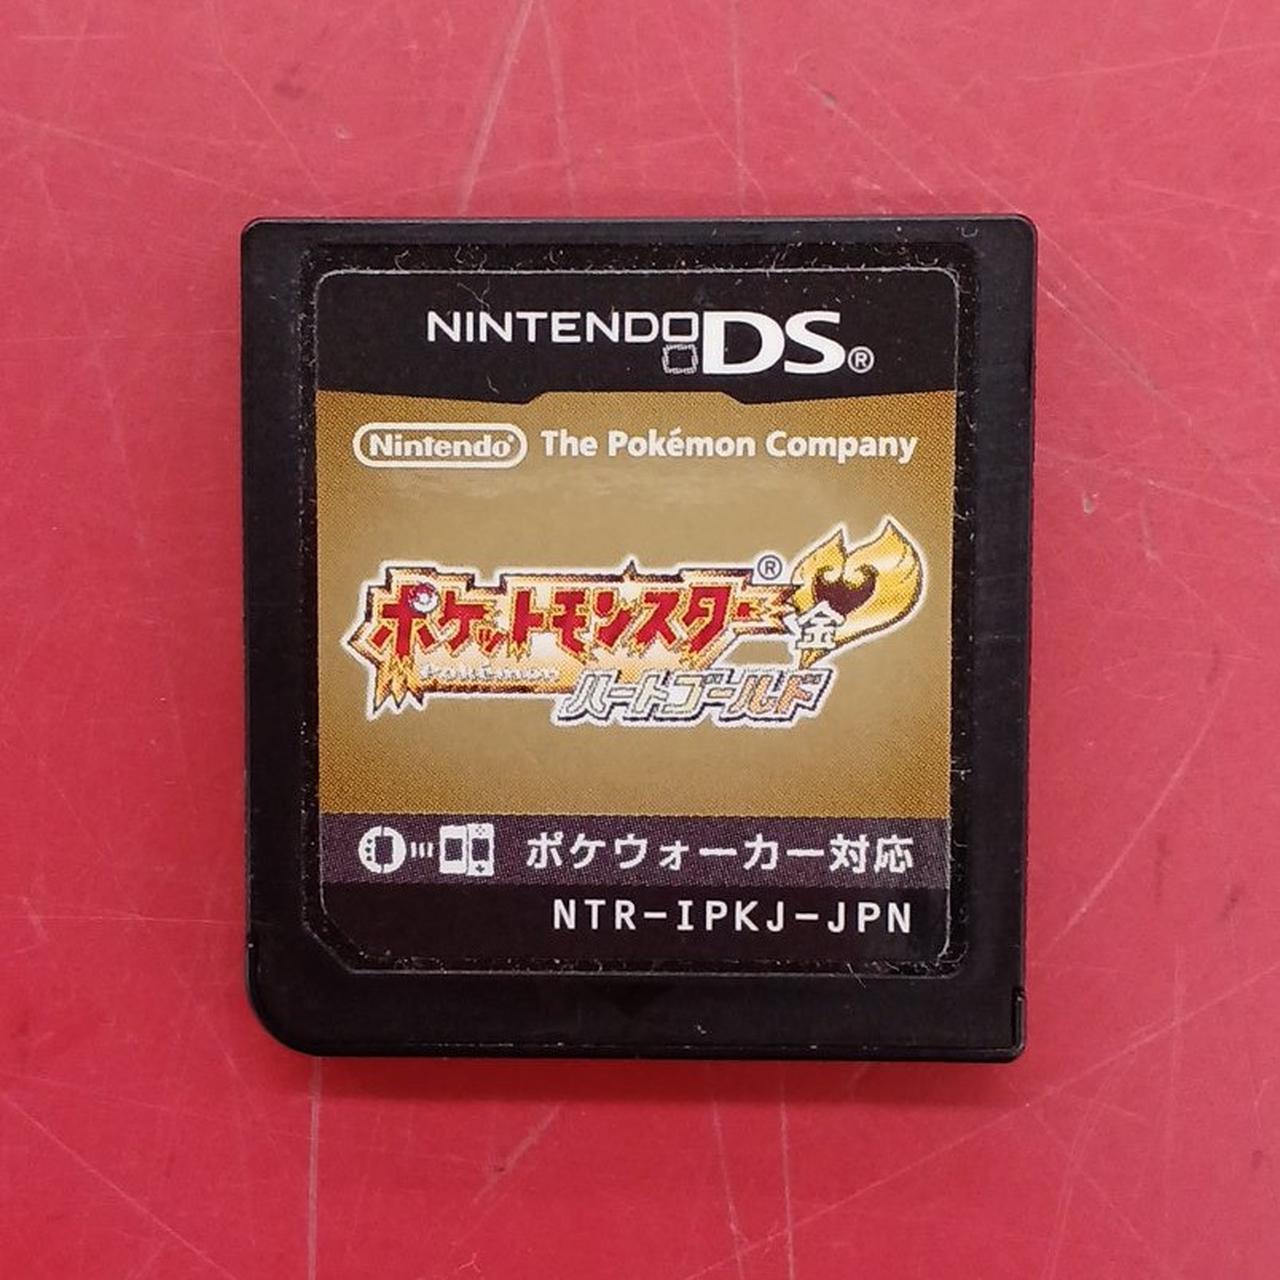 NINTENDO DS®
Nintendo® The Pokémon Company
ポケットモンスター®
金
POKÉMON
ハートゴールド
ポケウォーカー対応
NTR-IPKJ-JPN